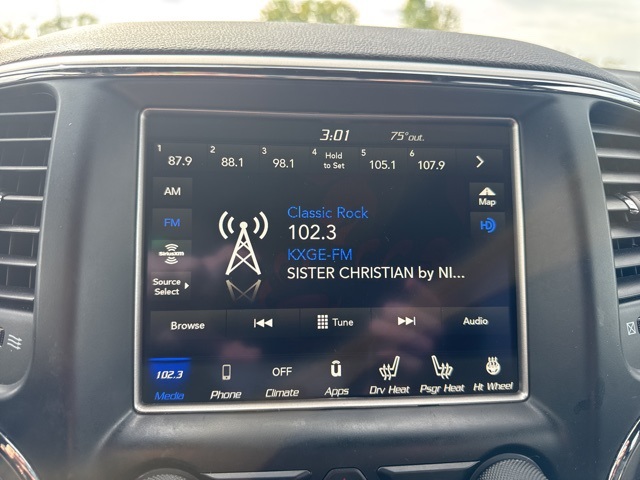 3:01 75° out.
1 87.9 2 88.1 3 98.1 4 Hold to Set 5 105.1 6 107.9
AM
Map
FM
HD
Classic Rock
102.3
KXGE-FM
SISTER CHRISTIAN by NI...
SiriusXM
Source Select
Browse Tune Audio
102.3 OFF
Media Phone Climate Apps Drv Heat Psgr Heat Ht Wheel